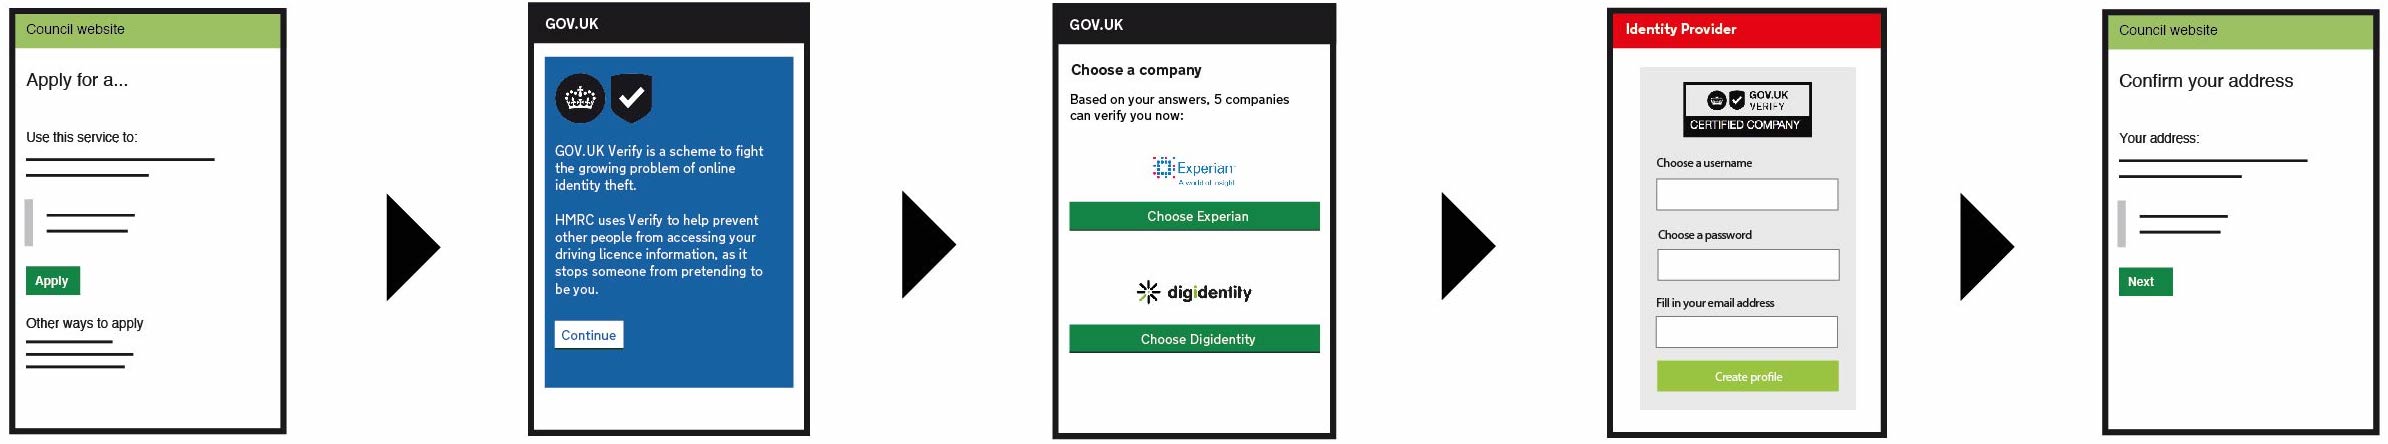 Council website
Apply for a...
Use this service to:
Apply
Other ways to apply
GOV.UK
GOV.UK Verify is a scheme to fight
the growing problem of online
identity theft.
HMRC uses Verify to help prevent
other people from accessing your
driving licence information, as it
stops someone from pretending to
be you.
Continue
GOV.UK
Choose a company
Based on your answers, 5 companies
can verify you now:
Experian
A world of insight
Choose Experian
digidentity
Choose Digidentity
Identity Provider
GOV.UK
VERIFY
CERTIFIED COMPANY
Choose a username
Choose a password
Fill in your email address
Create profile
Council website
Confirm your address
Your address:
Next